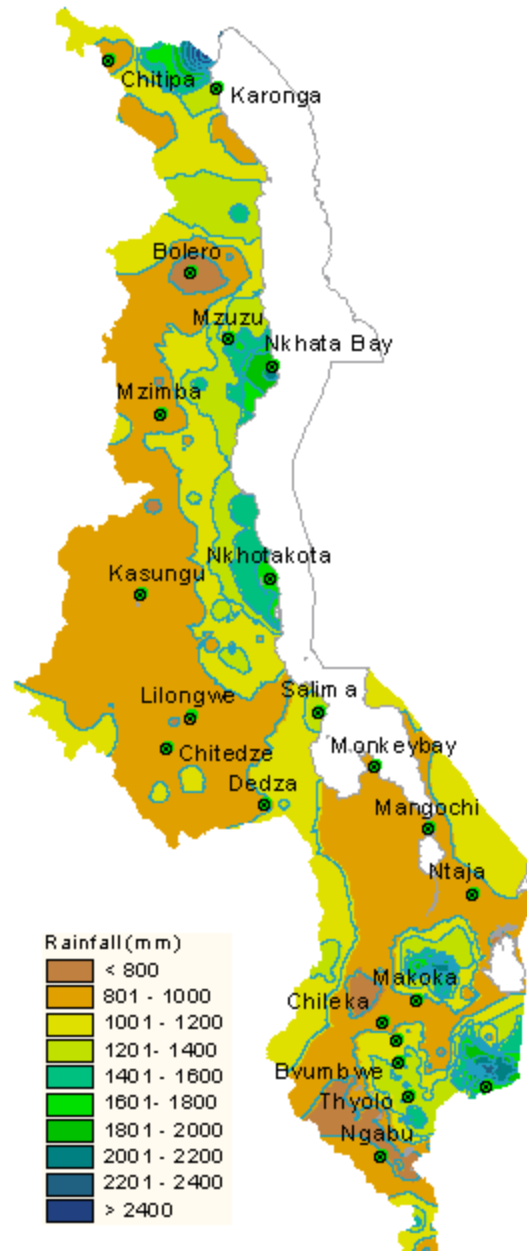 Chitipa
Karonga
Bolero
Mzuzu
Nkhata Bay
Mzimba
Nkhotakota
Kasungu
Lilongwe
Salima
Chitedze
Monkeybay
Dedza
Mangochi
Ntaja
Rainfall (mm)
< 800
801 - 1000
1001 - 1200
1201 - 1400
1401 - 1600
1601 - 1800
1801 - 2000
2001 - 2200
2201 - 2400
> 2400
Makoka
Chileka
Bvumbwe
Thyolo
Ngabu